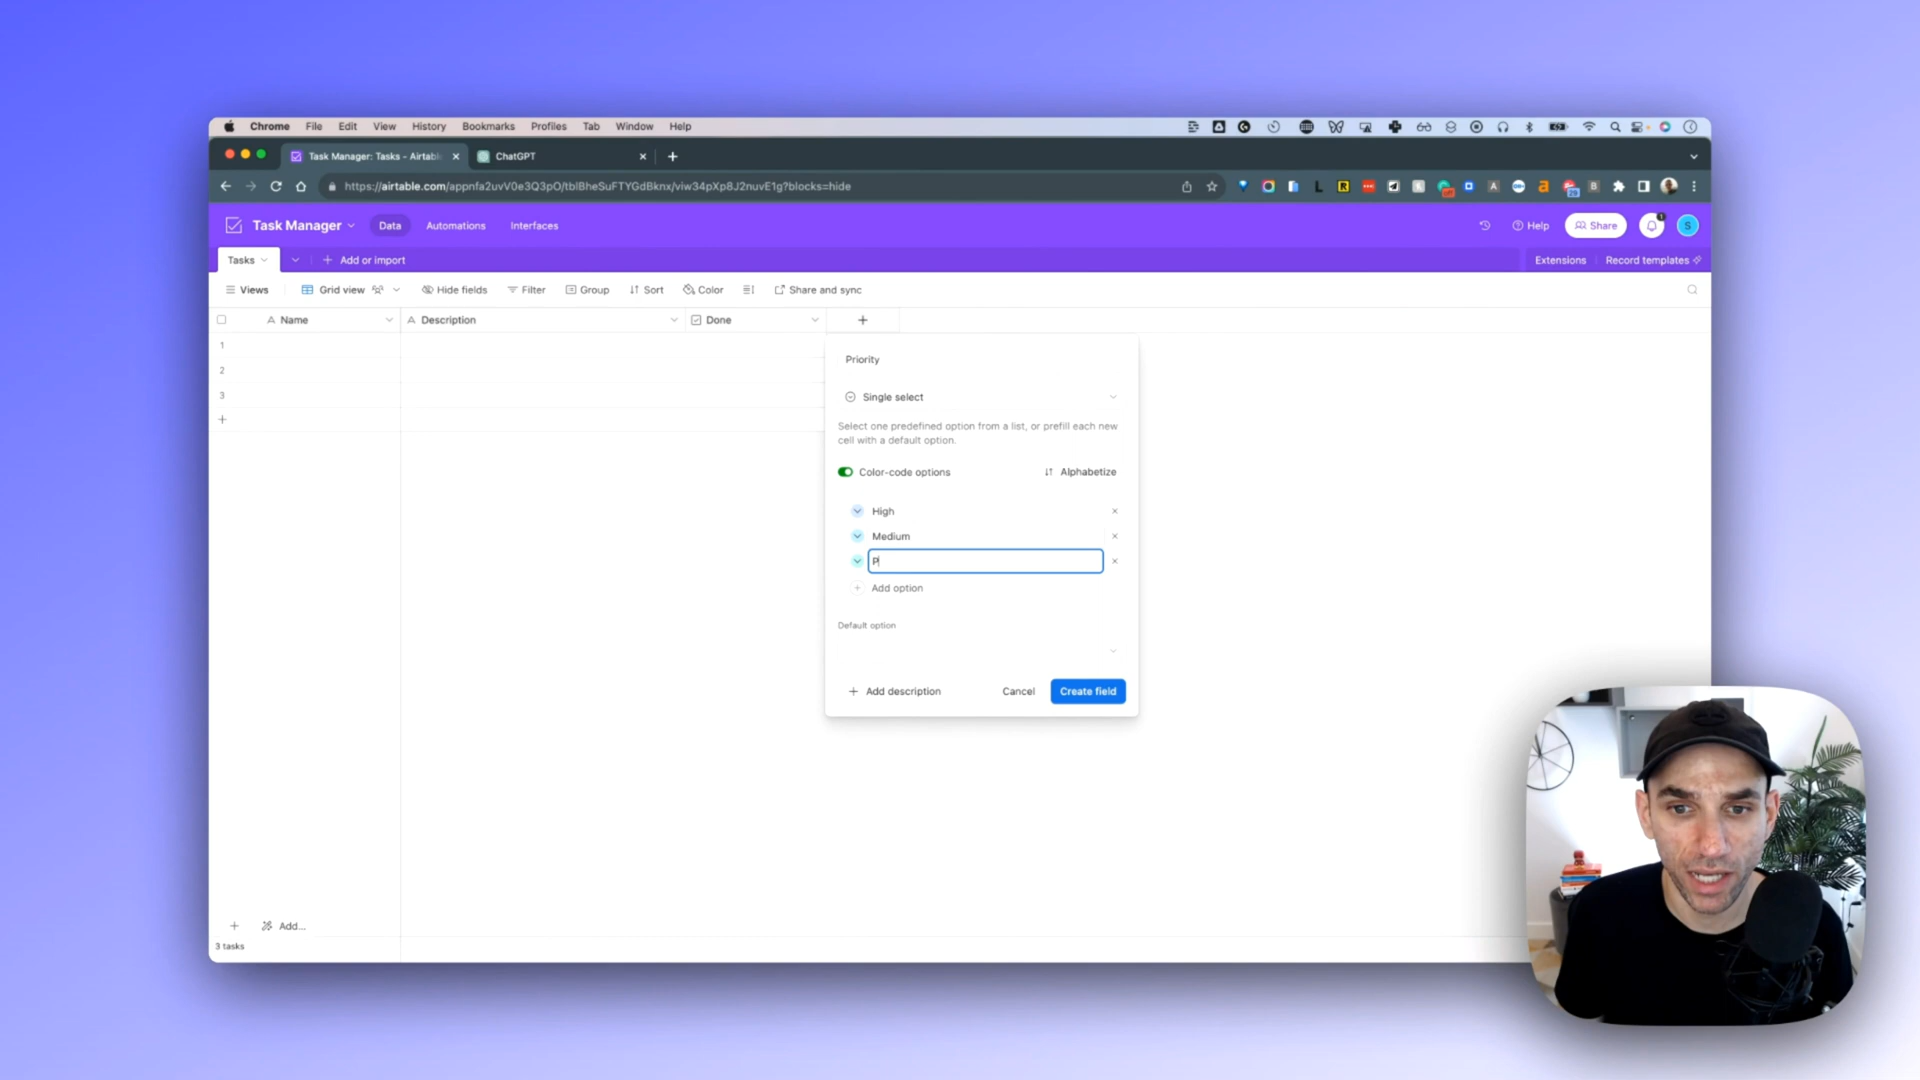 Chrome File Edit View History Bookmarks Profiles Tab Window Help
Task Manager: Tasks - Airtabl
ChatGPT
https://airtable.com/appnfa2uvV0e3Q3pO/tblBheSuFTYGdBknx/viw34pXp8J2nuvE1g?blocks=hide
Task Manager Data Automations Interfaces Help Share 1 S
Tasks Add or import Extensions Record templates
Views Grid view Hide fields Filter Group Sort Color Share and sync
Name Description Done
1
2
3
Priority
Single select
Select one predefined option from a list, or prefill each new
cell with a default option.
Color-code options Alphabetize
High
Medium
P
Add option
Default option
Add description Cancel Create field
Add...
3 tasks